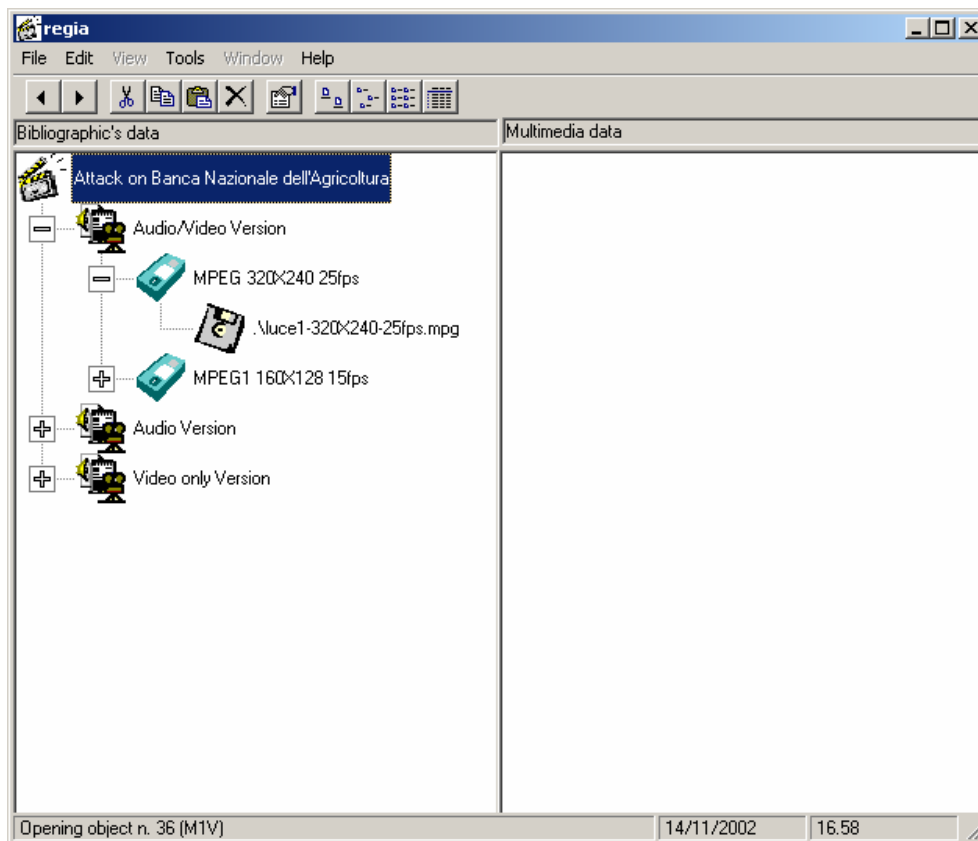 regia
File Edit View Tools Window Help
Bibliographic's data
Multimedia data
Attack on Banca Nazionale dell'Agricoltura
Audio/Video Version
MPEG 320X240 25fps
.\luce1-320X240-25fps.mpg
MPEG1 160X128 15fps
Audio Version
Video only Version
Opening object n. 36 (M1V)
14/11/2002
16.58